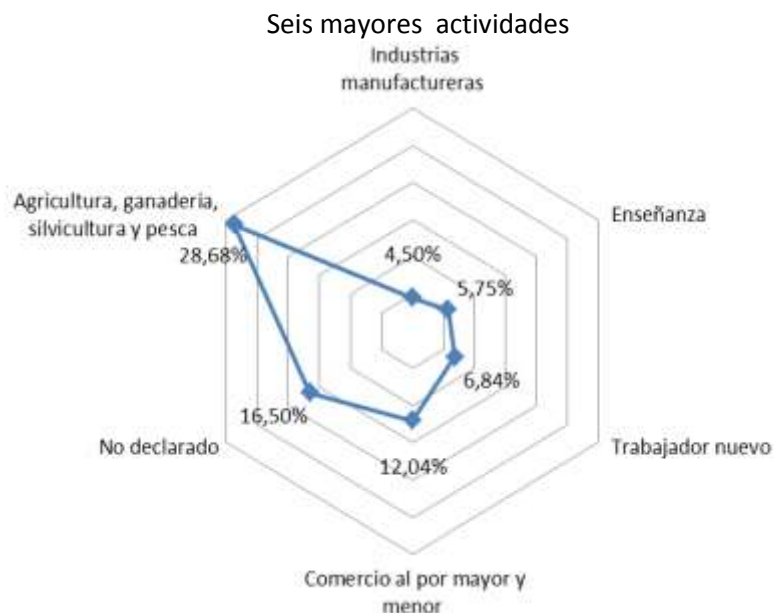 Seis mayores actividades
Industrias
manufactureras
Agricultura, ganaderia,
silvicultura y pesca
28,68%
Enseñanza
4,50%
5,75%
6,84%
16,50%
12,04%
No declarado
Trabajador nuevo
Comercio al por mayor y
menor